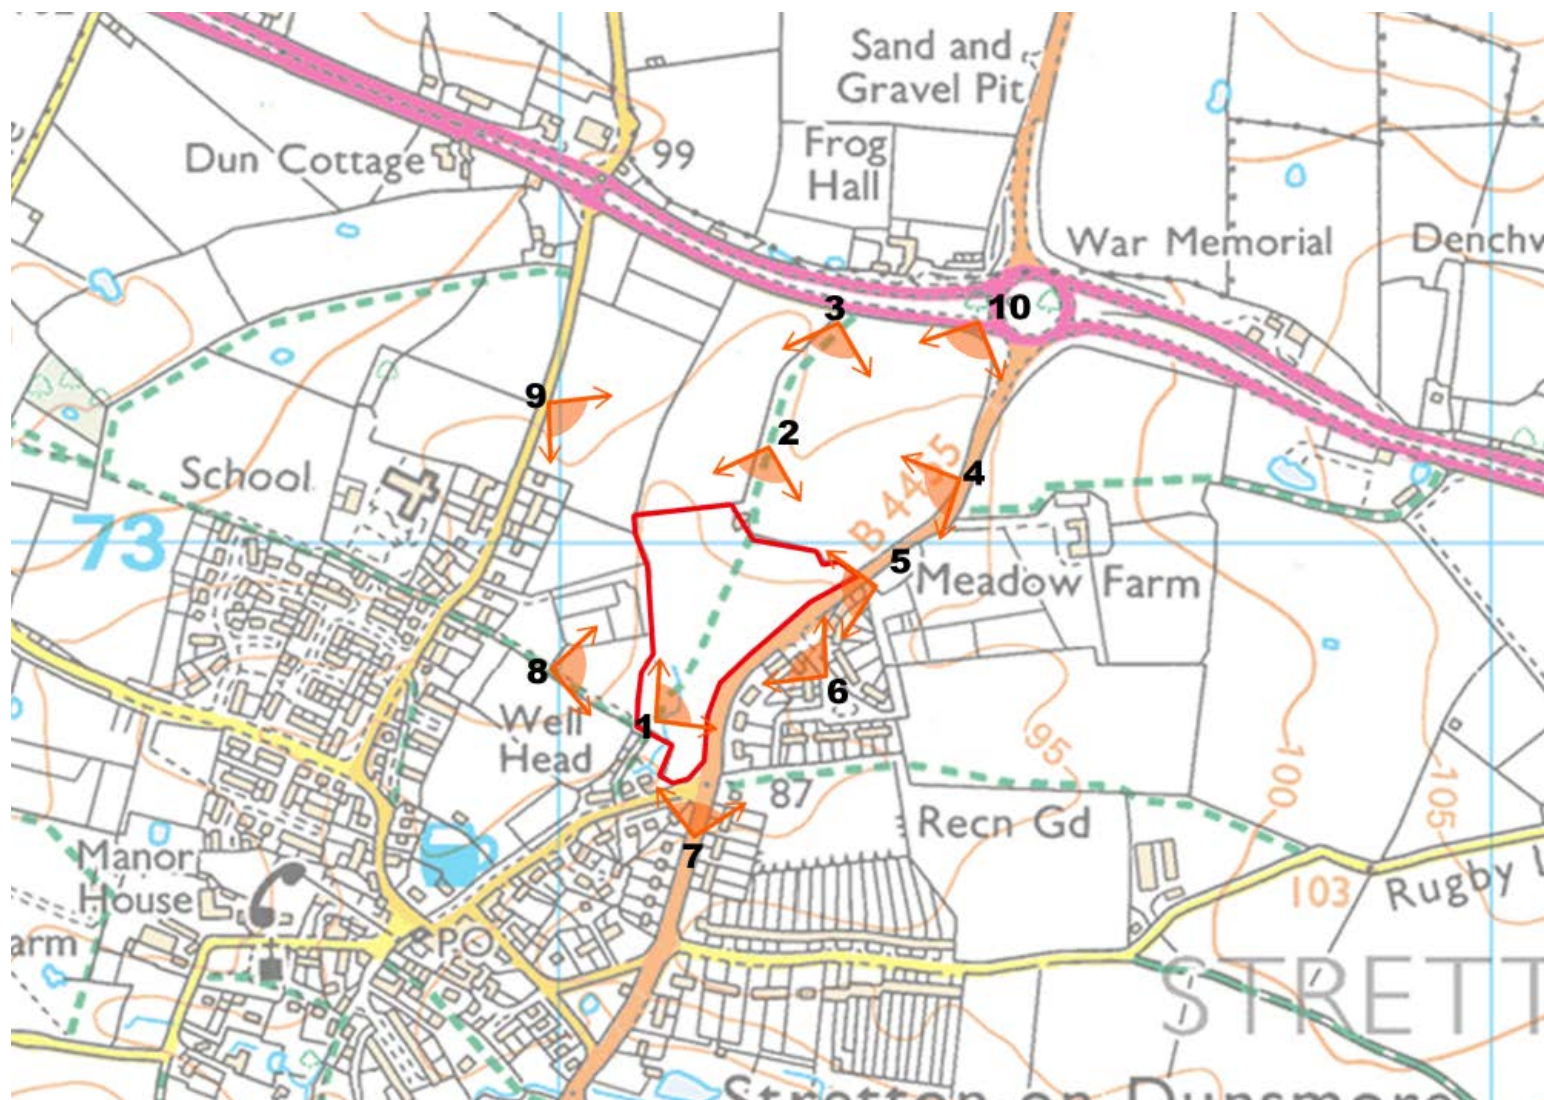 Sand and
Gravel Pit
Frog
Hall
Dun Cottage
99
War Memorial
3
10
9
2
School
4
B 4455
73
5
Meadow Farm
8
6
1
Well
Head
95
100
105
87
Recn Gd
7
Manor
House
103
Rugby
arm
PO
STRETT
Stretton-on-Dunsmore